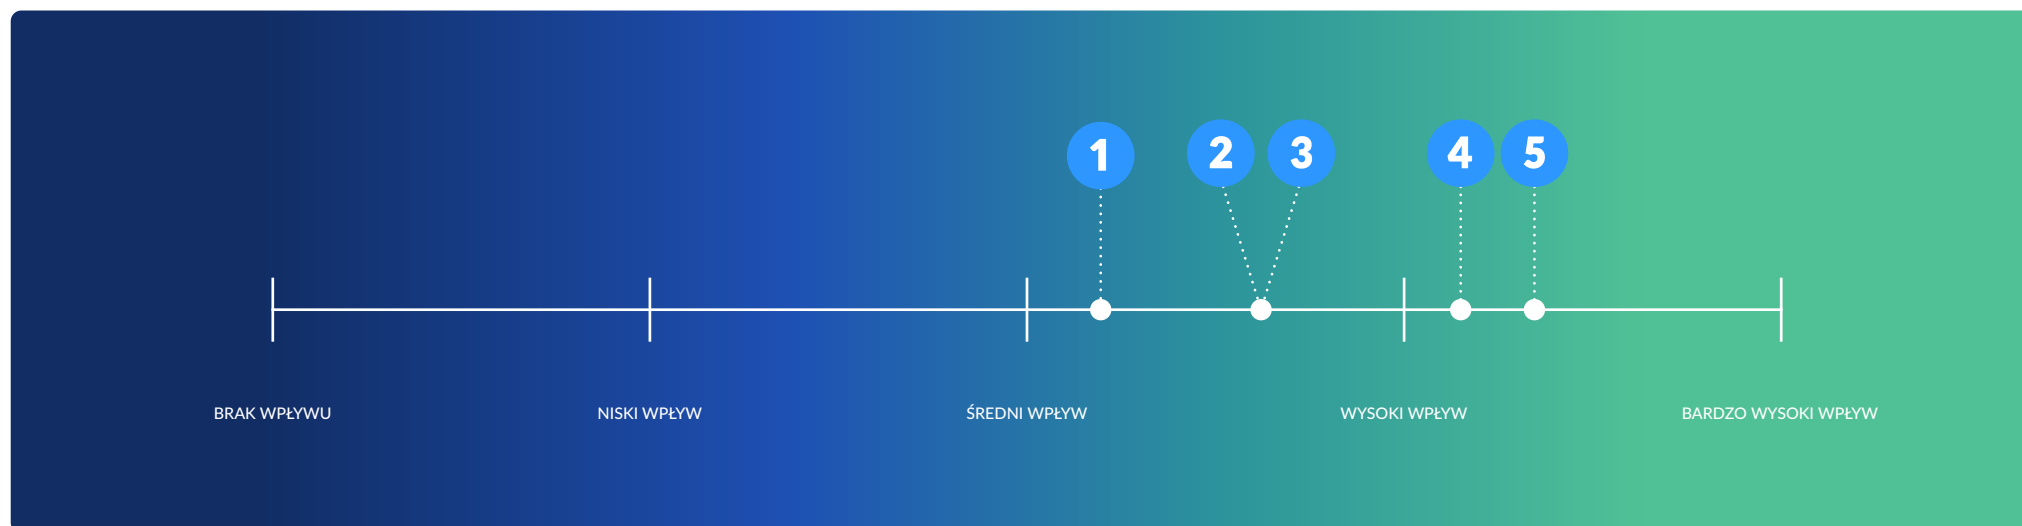 1 2 3 4 5
BRAK WPŁYWU NISKI WPŁYW ŚREDNI WPŁYW WYSOKI WPŁYW BARDZO WYSOKI WPŁYW